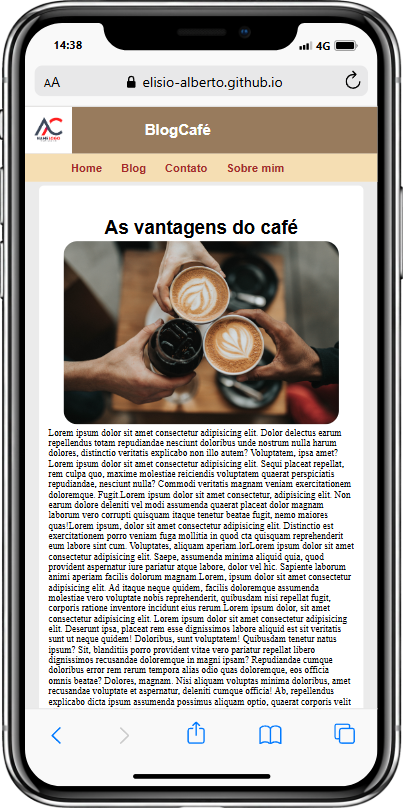 14:38
4G
AA
elisio-alberto.github.io
BlogCafé
Home Blog Contato Sobre mim
As vantagens do café
Lorem ipsum dolor sit amet consectetur adipisicing elit. Dolor delectus earum
repellendus totam repudiandae nesciunt doloribus unde nostrum nulla harum
dolores, distinctio veritatis explicabo non illo autem? Voluptatem, ipsa amet?
Lorem ipsum dolor sit amet consectetur adipisicing elit. Sequi placeat repellat,
rem culpa quo, maxime molestiae reiciendis voluptatem quaerat perspiciatis
repudiandae, nesciunt nulla? Commodi veritatis magnam veniam exercitationem
doloremque. Fugit.Lorem ipsum dolor sit amet consectetur, adipisicing elit. Non
earum dolore deleniti vel modi assumenda quaerat placeat dolor magnam
laborum vero corrupti quisquam itaque tenetur beatae fugit, nemo maiores
quas!Lorem ipsum, dolor sit amet consectetur adipisicing elit. Distinctio est
exercitationem porro veniam fuga mollitia in quod cta quisquam reprehenderit
eum labore sint cum. Voluptates, aliquam aperiam lorLorem ipsum dolor sit amet
consectetur adipisicing elit. Saepe, assumenda minima aliquid quia, quod
provident aspernatur iure pariatur atque labore, dolor vel hic. Sapiente laborum
animi aperiam facilis dolorum magnam.Lorem, ipsum dolor sit amet consectetur
adipisicing elit. Ad itaque neque quidem, facilis doloremque assumenda
molestiae vero voluptate nobis reprehenderit, quibusdam nisi repellat fugit,
corporis ratione inventore incidunt eius rerum.Lorem ipsum dolor, sit amet
consectetur adipisicing elit. Lorem ipsum dolor sit amet consectetur adipisicing
elit. Deserunt ipsa, placeat rem esse dignissimos labore aliquid est sit veritatis
sunt ut neque quidem! Doloribus, sunt voluptatem! Quibusdam tenetur natus
ipsum? Sit, blanditiis porro provident vitae vero pariatur repellat libero
dignissimos recusandae doloremque in magni ipsam? Repudiandae cumque
doloribus error rem rerum tempora alias odio quas doloremque, eos officia
omnis beatae? Dolores, magnam. Nisi aliquam voluptas minima doloribus, amet
recusandae voluptate et aspernatur, deleniti cumque officia! Ab, repellendus
explicabo dicta ipsum assumenda possimus aliquam optio, quaerat corporis velit